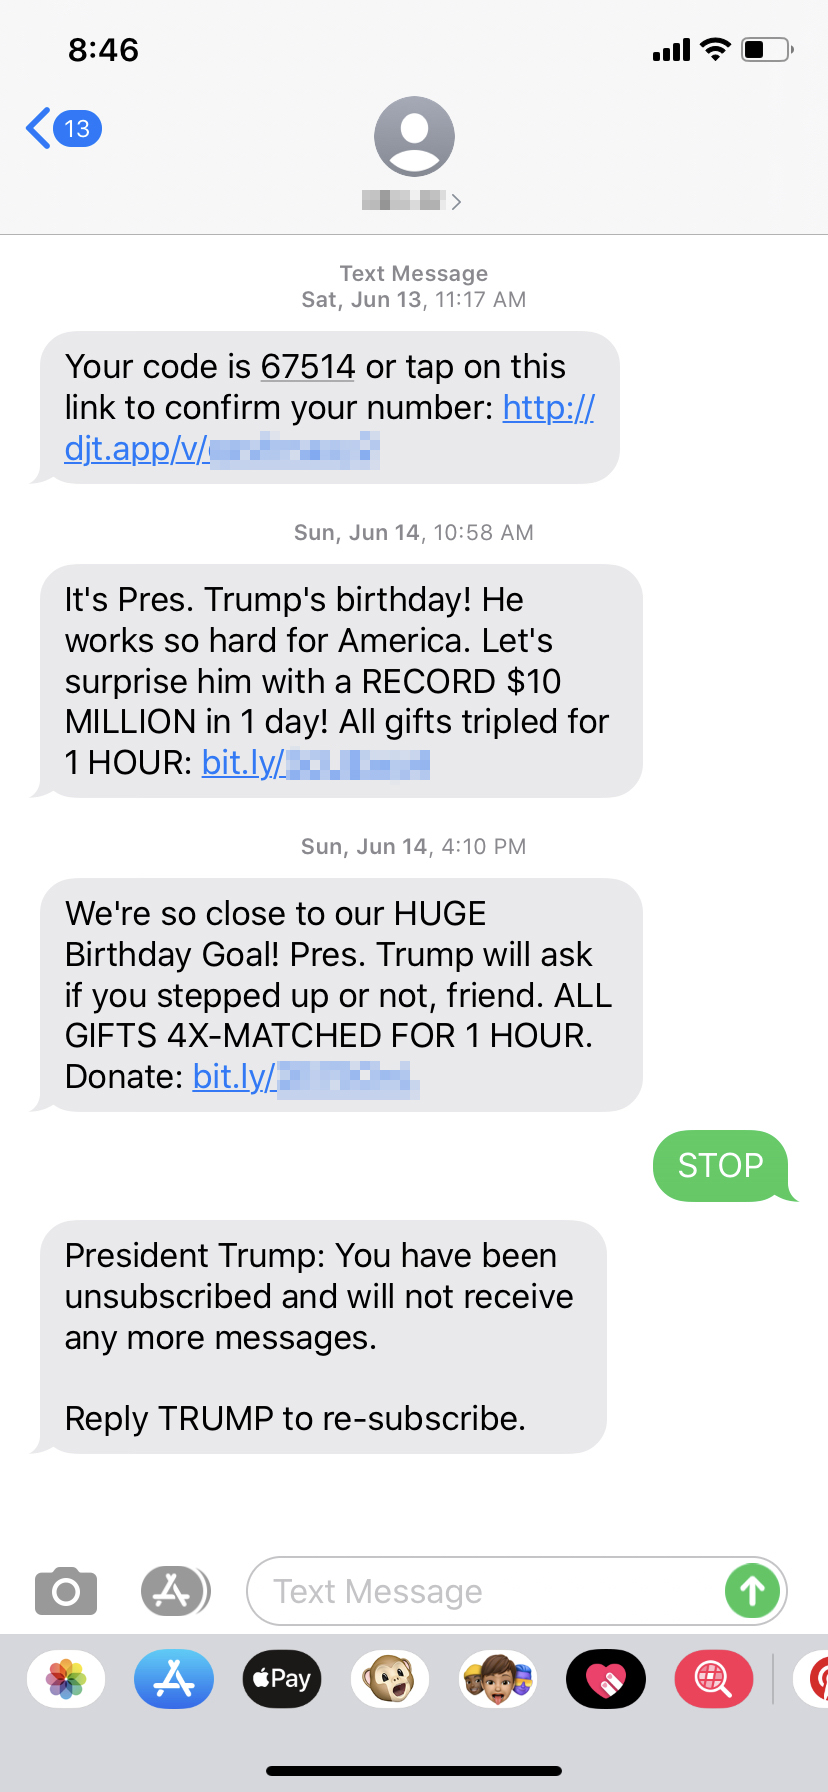 8:46
13
Text Message
Sat, Jun 13, 11:17 AM
Your code is 67514 or tap on this
link to confirm your number: http://
djt.app/v/
Sun, Jun 14, 10:58 AM
It's Pres. Trump's birthday! He
works so hard for America. Let's
surprise him with a RECORD $10
MILLION in 1 day! All gifts tripled for
1 HOUR: bit.ly/
Sun, Jun 14, 4:10 PM
We're so close to our HUGE
Birthday Goal! Pres. Trump will ask
if you stepped up or not, friend. ALL
GIFTS 4X-MATCHED FOR 1 HOUR.
Donate: bit.ly/
STOP
President Trump: You have been
unsubscribed and will not receive
any more messages.
Reply TRUMP to re-subscribe.
Text Message
Pay